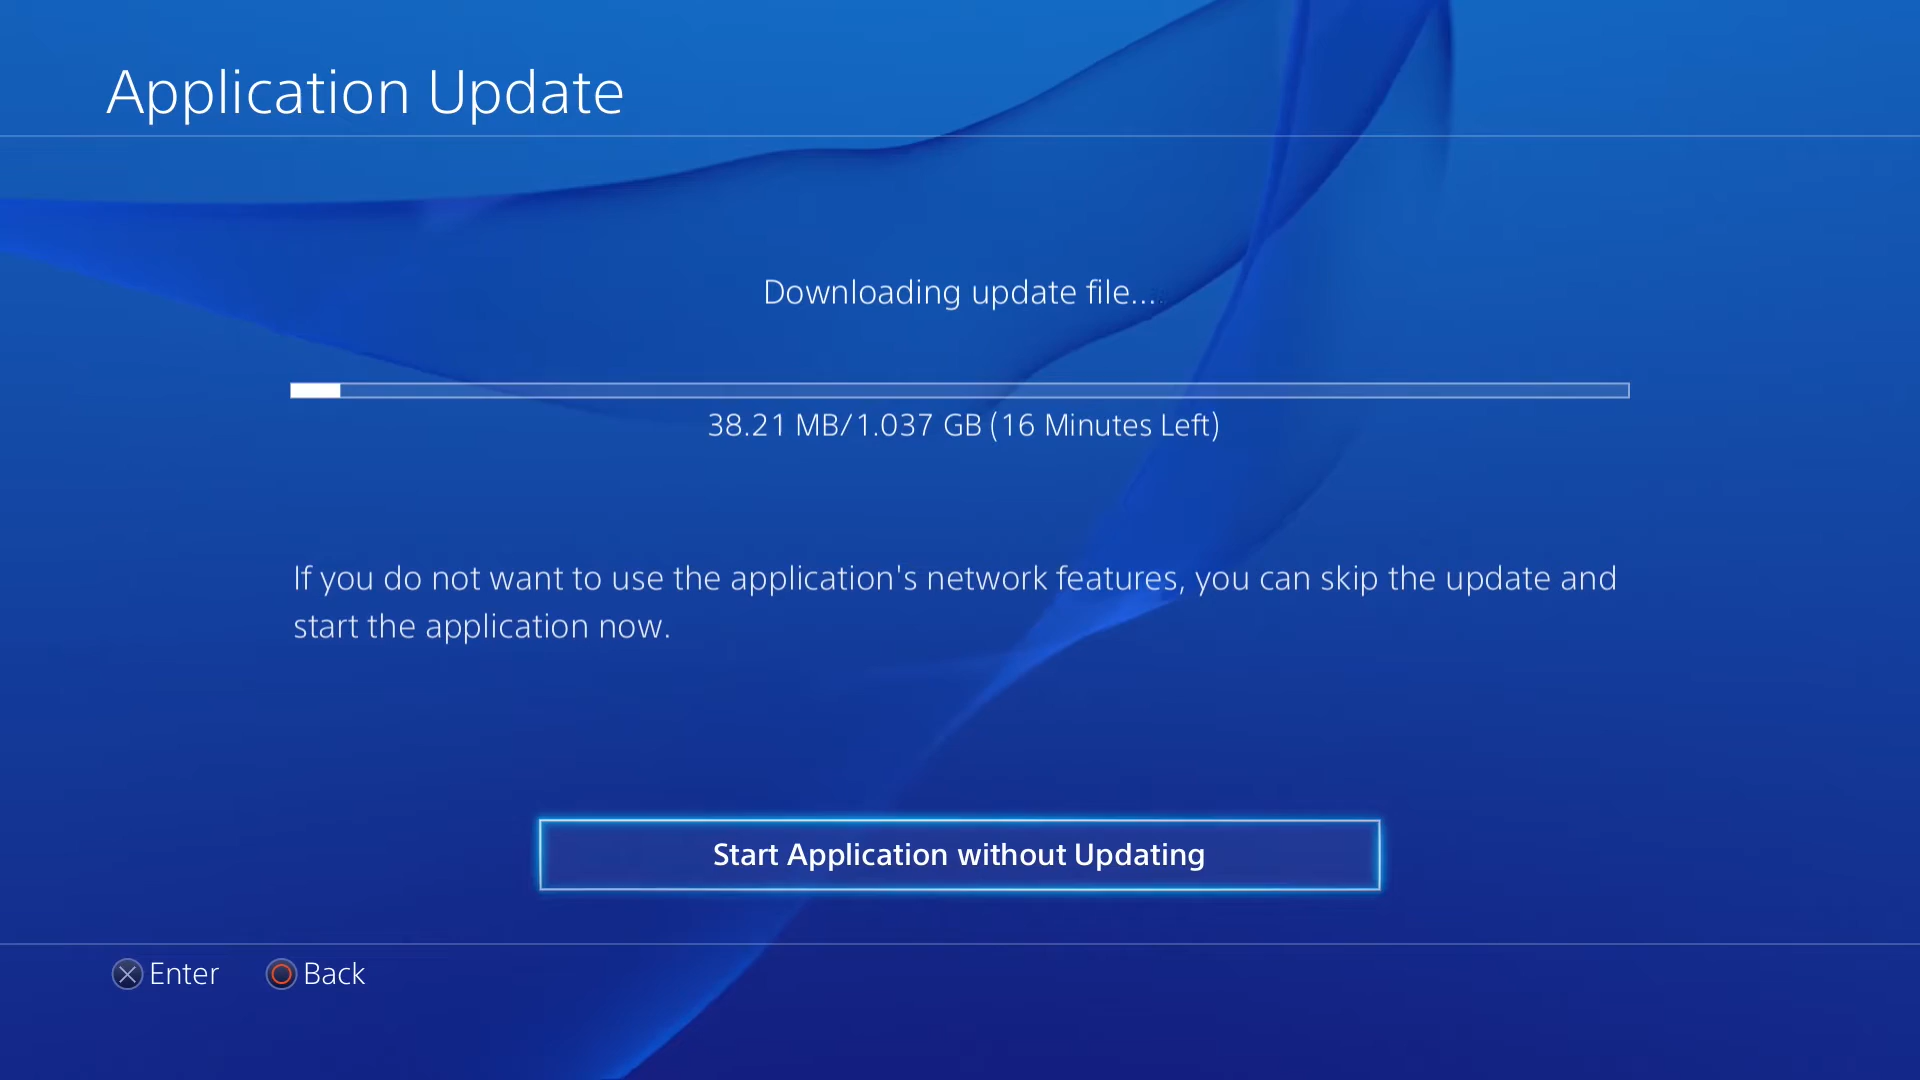 Application Update
Downloading update file...
38.21 MB/1.037 GB (16 Minutes Left)
If you do not want to use the application's network features, you can skip the update and
start the application now.
Start Application without Updating
Enter Back